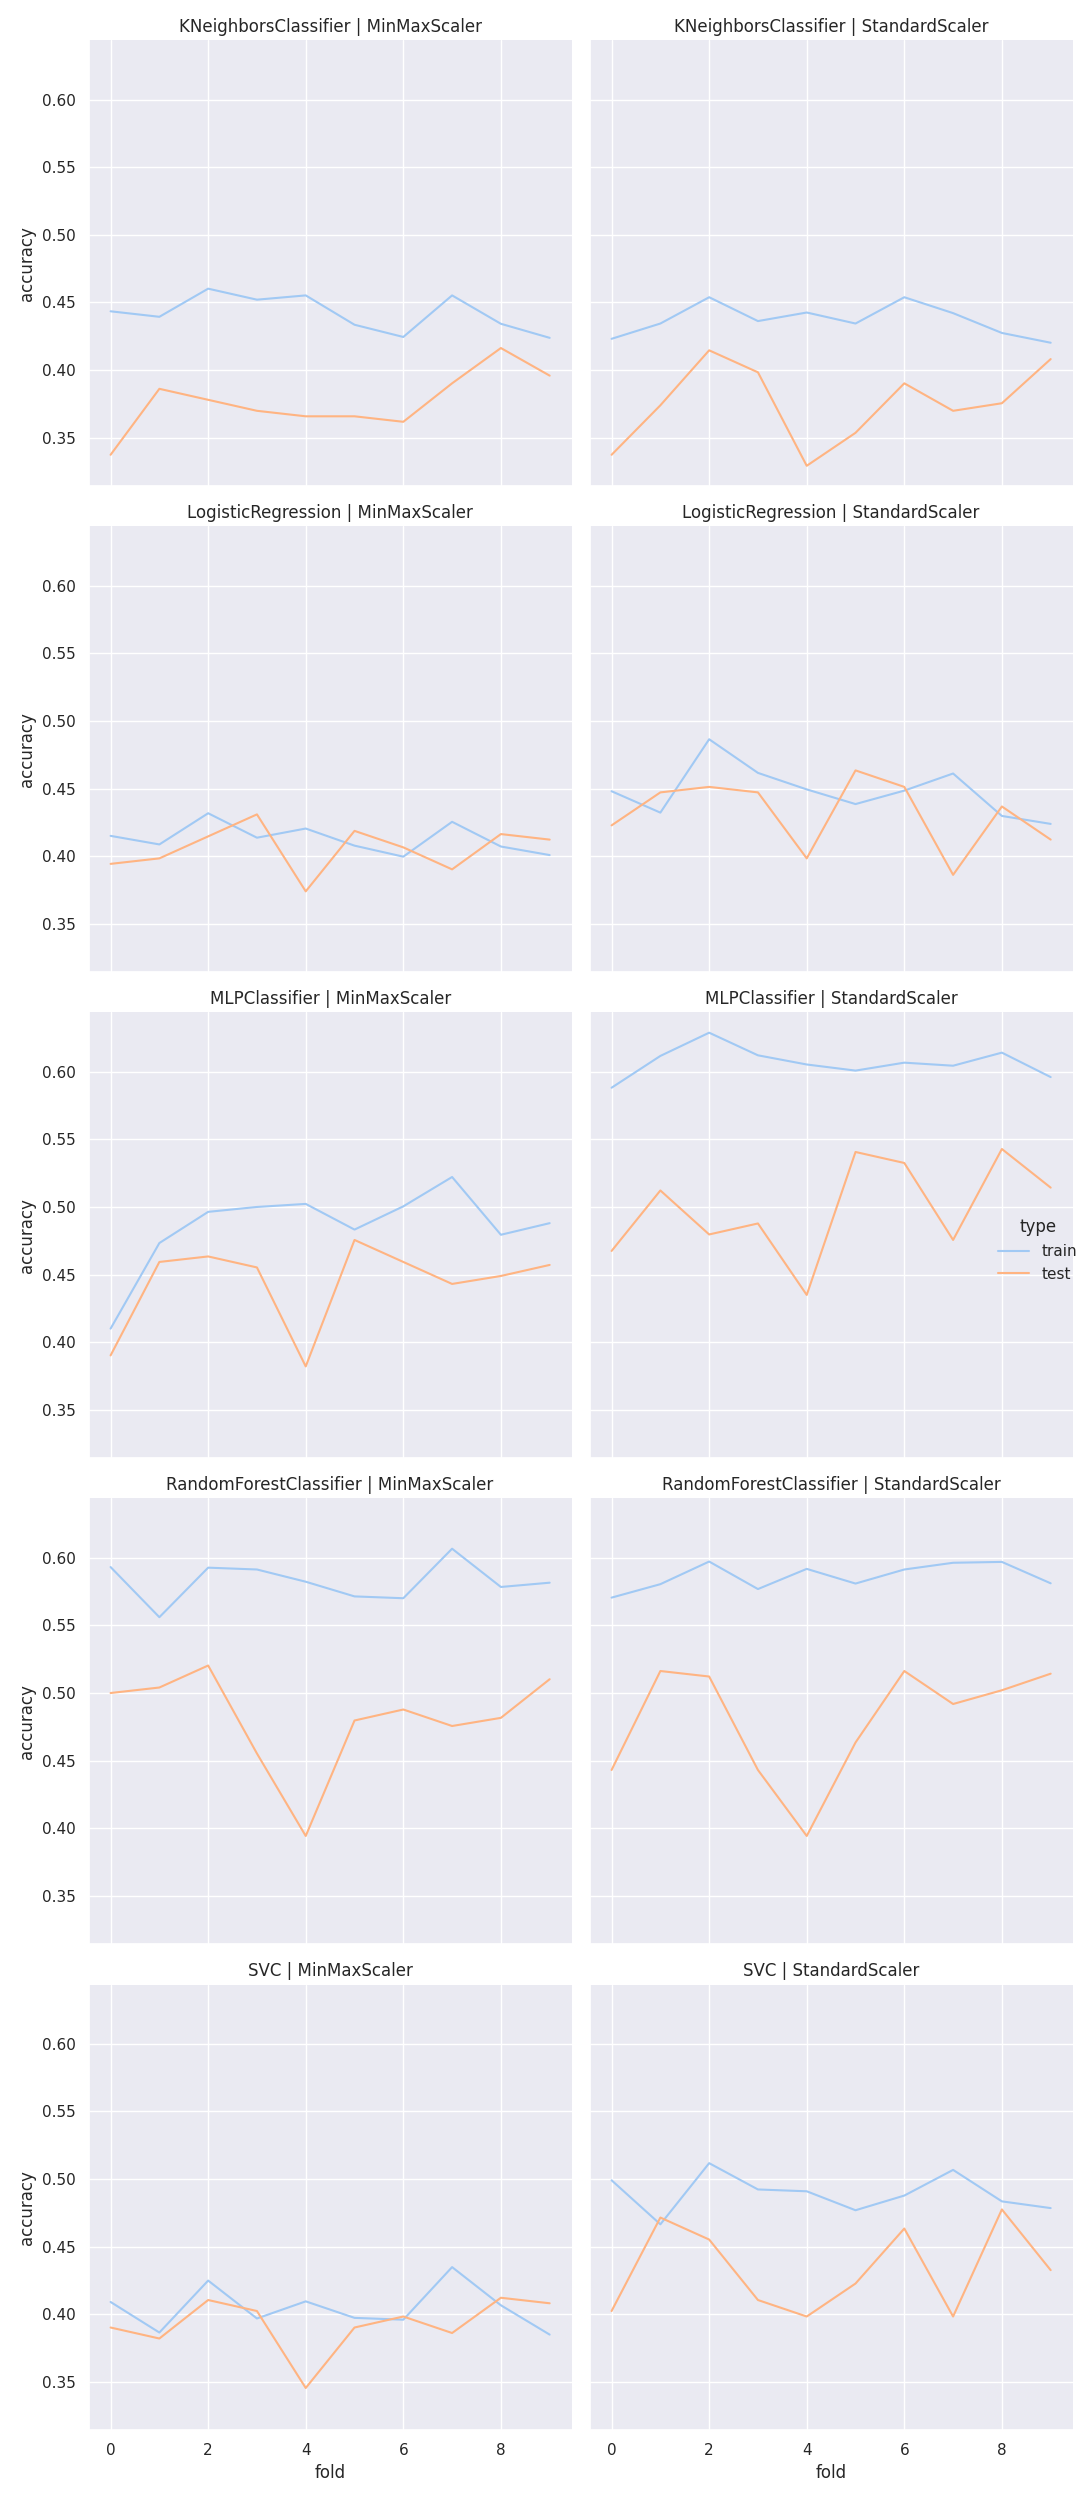 KNeighborsClassifier | MinMaxScaler
KNeighborsClassifier | StandardScaler
0.60
0.55
0.50
0.45
0.40
0.35
accuracy
LogisticRegression | MinMaxScaler
LogisticRegression | StandardScaler
0.60
0.55
0.50
0.45
0.40
0.35
accuracy
MLPClassifier | MinMaxScaler
MLPClassifier | StandardScaler
0.60
0.55
0.50
0.45
0.40
0.35
accuracy
type
train
test
RandomForestClassifier | MinMaxScaler
RandomForestClassifier | StandardScaler
0.60
0.55
0.50
0.45
0.40
0.35
accuracy
SVC | MinMaxScaler
SVC | StandardScaler
0.60
0.55
0.50
0.45
0.40
0.35
accuracy
0 2 4 6 8
fold
0 2 4 6 8
fold